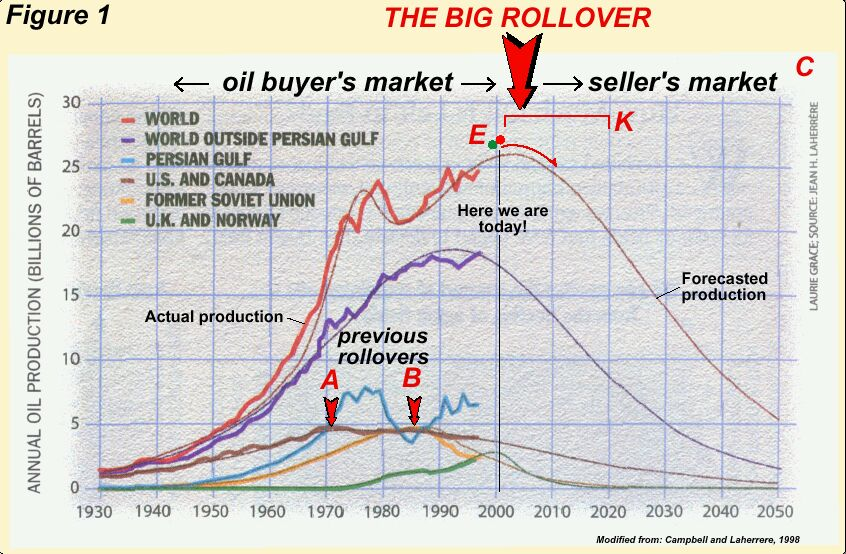 Figure 1
THE BIG ROLLOVER
oil buyer's market
seller's market
C
ANNUAL OIL PRODUCTION (BILLIONS OF BARRELS)
30
25
20
15
10
5
0
WORLD
WORLD OUTSIDE PERSIAN GULF
PERSIAN GULF
U.S. AND CANADA
FORMER SOVIET UNION
U.K. AND NORWAY
E
K
Here we are
today!
Actual production
Forecasted
production
previous
rollovers
A
B
1930 1940 1950 1960 1970 1980 1990 2000 2010 2020 2030 2040 2050
LAURIE GRACE; SOURCE: JEAN H. LAHERRÈRE
Modified from: Campbell and Laherrere, 1998